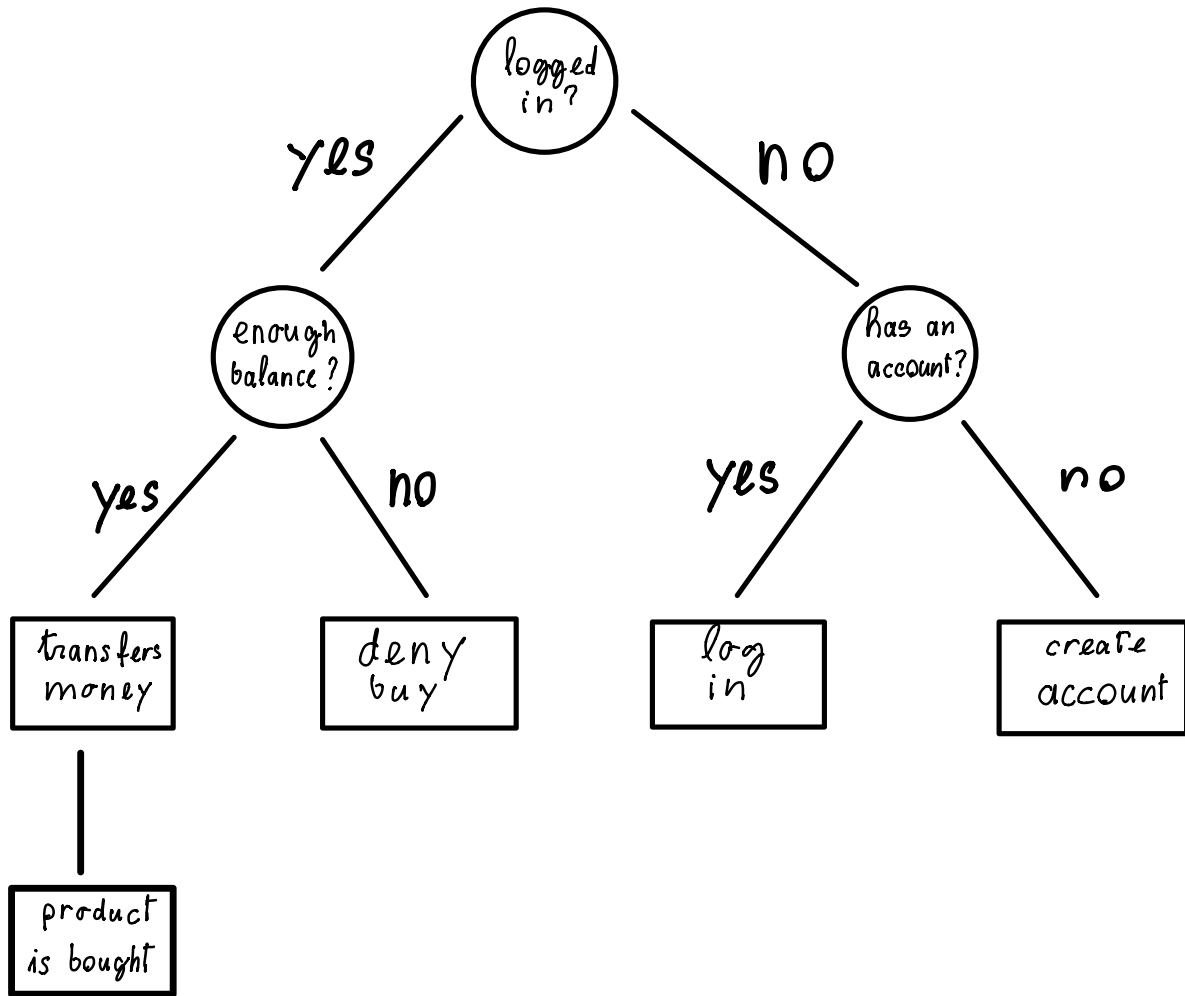 logged
in?
yes
no
enough
balance?
has an
account?
yes
no
yes
no
transfers
money
deny
buy
log
in
create
account
product
is bought